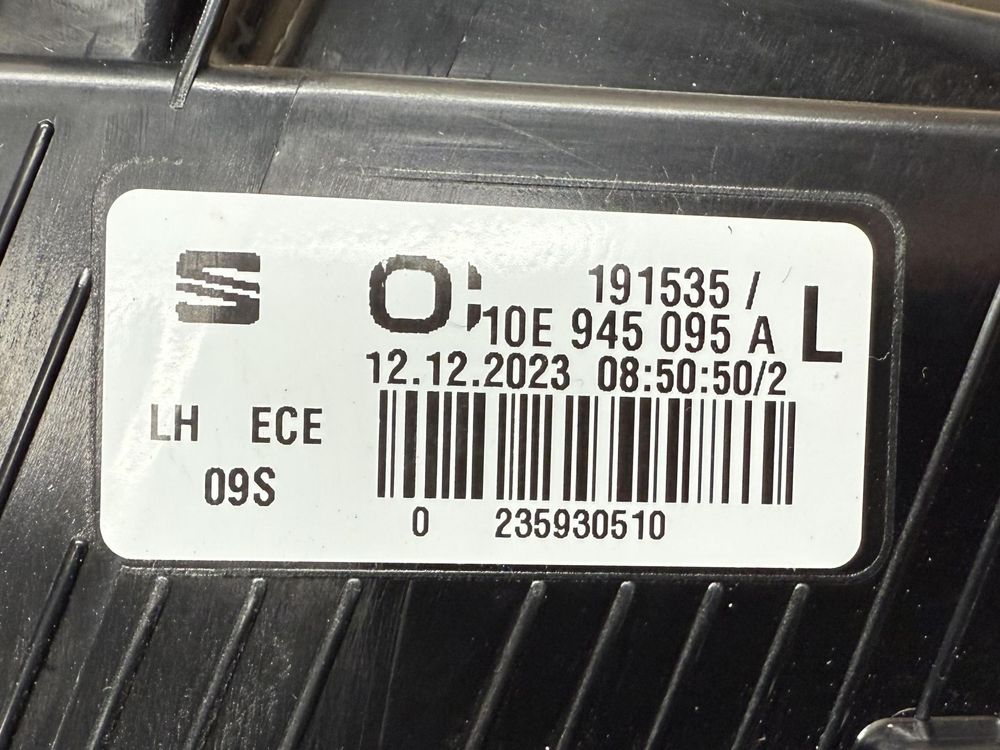 191535 /
10E 945 095 A L
12.12.2023 08:50:50/2
LH ECE
09S
0 235930510